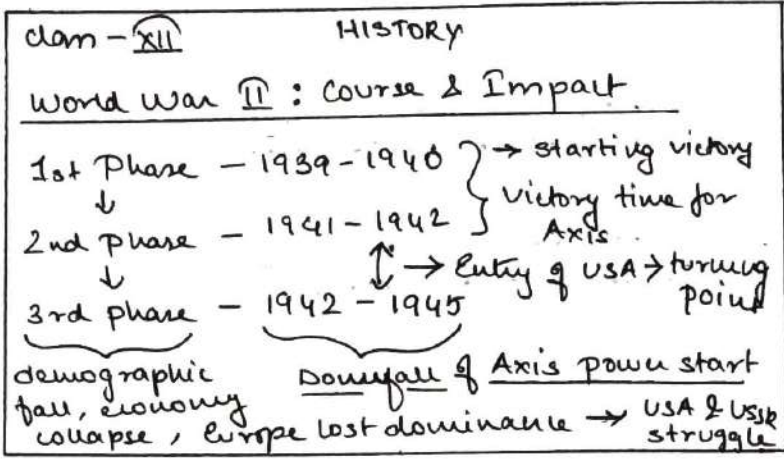 class - XII HISTORY
World War II : Course & Impact
1st Phase - 1939-1940 } → starting victory
↓ victory time for
2nd phase - 1941-1942 } Axis
↓ ↕ → Entry of USA → turning
3rd phase - 1942-1945 point
demographic Downfall of Axis power start
fall, economy
collapse, Europe lost dominance → USA & USSR
struggle